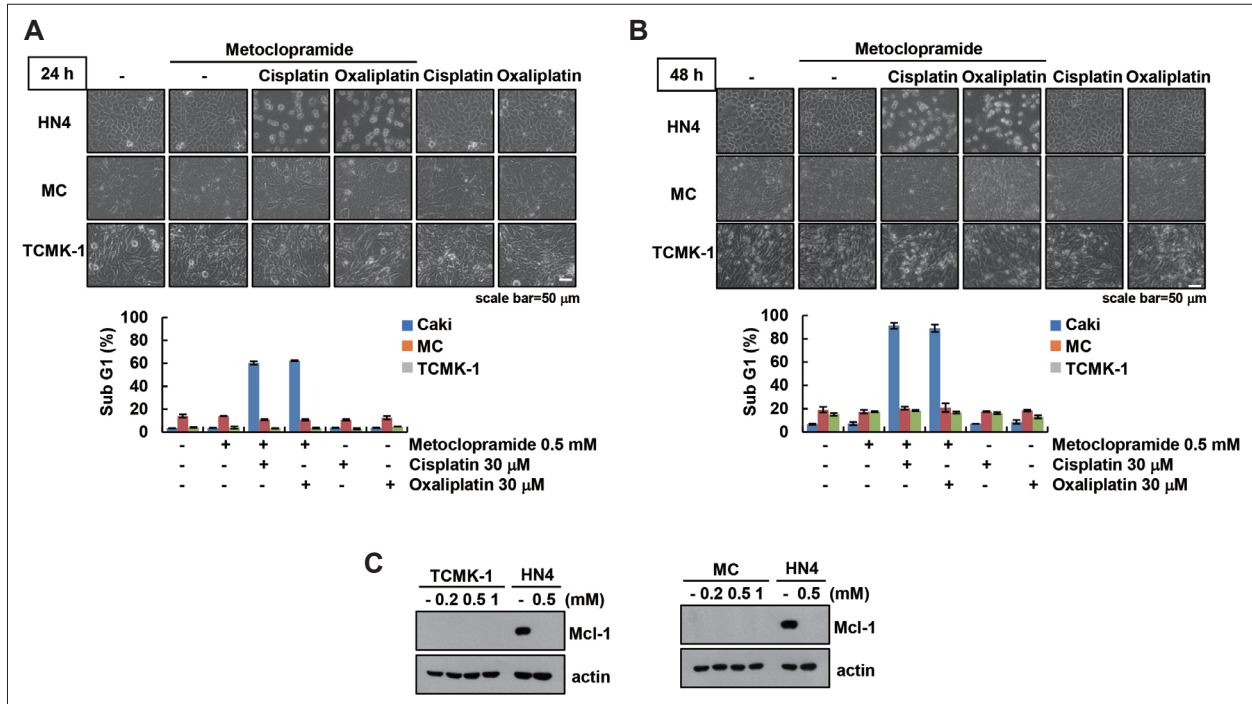 A
Metoclopramide
24 h
-
-
Cisplatin
Oxaliplatin
Cisplatin
Oxaliplatin
HN4
MC
TCMK-1
scale bar=50 μm
Sub G1 (%)
100
80
60
40
20
0
Caki
MC
TCMK-1
- + + + - - Metoclopramide 0.5 mM
- - + - + - Cisplatin 30 μM
- - - + - + Oxaliplatin 30 μM
B
Metoclopramide
48 h
-
-
Cisplatin
Oxaliplatin
Cisplatin
Oxaliplatin
HN4
MC
TCMK-1
scale bar=50 μm
Sub G1 (%)
100
80
60
40
20
0
Caki
MC
TCMK-1
- + + + - - Metoclopramide 0.5 mM
- - + - + - Cisplatin 30 μM
- - - + - + Oxaliplatin 30 μM
C
TCMK-1 HN4
- 0.2 0.5 1 - 0.5 (mM)
Mcl-1
actin
MC HN4
- 0.2 0.5 1 - 0.5 (mM)
Mcl-1
actin